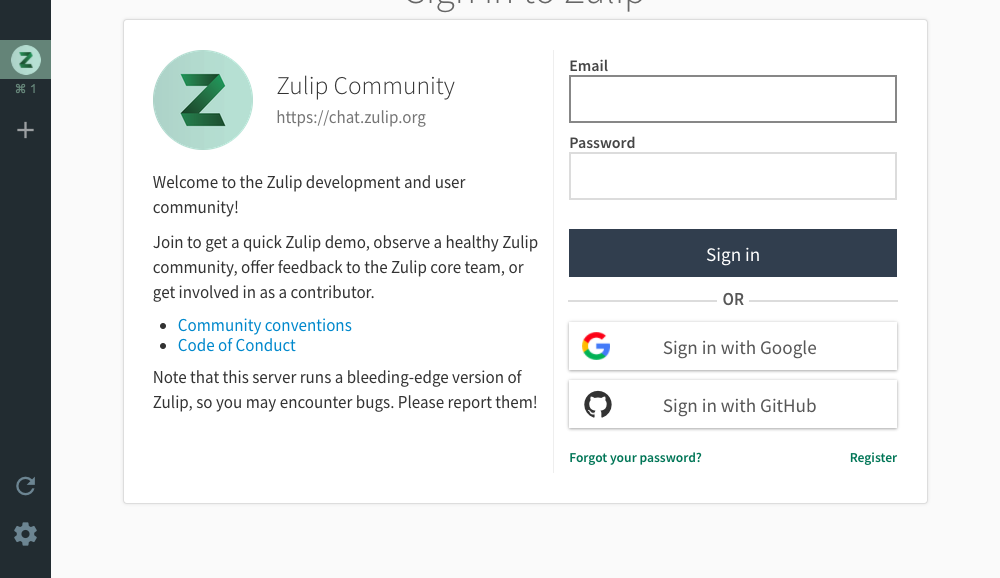 Sign in to Zulip
⌘ 1
Zulip Community
https://chat.zulip.org
Welcome to the Zulip development and user
community!
Join to get a quick Zulip demo, observe a healthy Zulip
community, offer feedback to the Zulip core team, or
get involved in as a contributor.
Community conventions
Code of Conduct
Note that this server runs a bleeding-edge version of
Zulip, so you may encounter bugs. Please report them!
Email
Password
Sign in
OR
Sign in with Google
Sign in with GitHub
Forgot your password?
Register